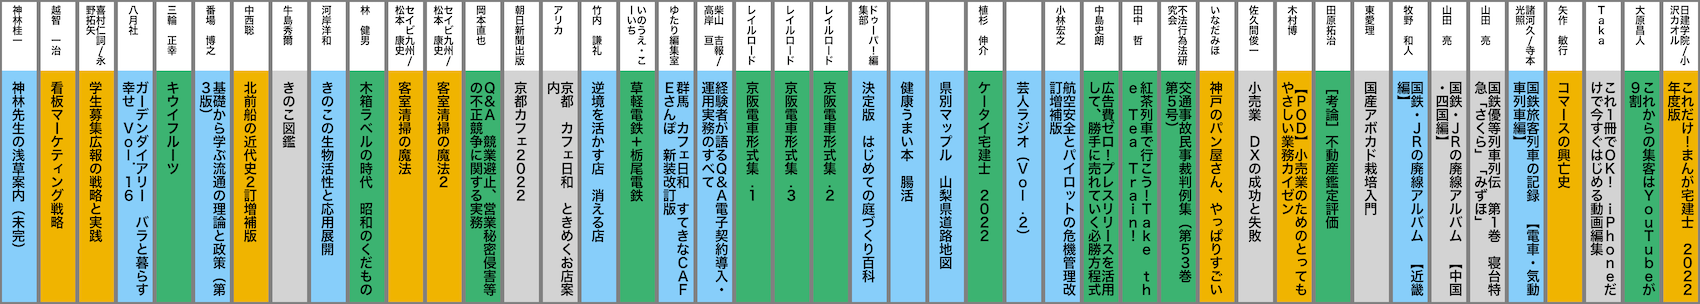 日建学院/小
沢カオル
これだけ!まんが宅建士　2022
年度版
大原昌人
これからの集客はYouTubeが
9割
Taka
これ1冊でOK!iPhoneだ
けで今すぐはじめる動画編集
矢作　敏行
コマースの興亡史
諸河久/寺本
光照
国鉄旅客列車の記録　【電車・気動
車列車編】
山田　亮
国鉄優等列車列伝　第1巻　寝台特
急「さくら」「みずほ」
山田　亮
国鉄・JRの廃線アルバム　【中国
・四国編】
牧野　和人
国鉄・JRの廃線アルバム　【近畿
編】
東愛理
国産アボカド栽培入門
田原拓治
［考論］不動産鑑定評価
木村博
【POD】小売業のためのとっても
やさしい業務カイゼン
佐久間俊一
小売業　DXの成功と失敗
いなだみほ
神戸のパン屋さん、やっぱりすごい
不法行為法研
究会
交通事故民事裁判例集（第53巻
第5号）
田中　哲
紅茶列車で行こう!Take　th
e　Tea　Train!
中島史朗
広告費ゼロ!プレスリリースを活用
して、勝手に売れていく必勝方程式
小林宏之
航空安全とパイロットの危機管理改
訂増補版
芸人ラジオ（Vol.2）
植杉　伸介
ケータイ宅建士　2022
県別マップル　山梨県道路地図
健康うまい本　腸活
ドゥーパ!編
集部
決定版　はじめての庭づくり百科
レイルロード
京阪電車形式集.2
レイルロード
京阪電車形式集.3
レイルロード
京阪電車形式集.1
柴山　吉報/
高岸　亘
経験者が語るQ&A電子契約導入・
運用実務のすべて
ゆたり編集室
群馬　カフェ日和　すてきなCAF
Eさんぽ　新装改訂版
いのうえ・こ
ーいち
草軽電鉄＋栃尾電鉄
竹内　謙礼
逆境を活かす店　消える店
アリカ
京都　カフェ日和　ときめくお店案
内
朝日新聞出版
京都カフェ2022
岡本直也
Q&A　競業避止、営業秘密侵害等
の不正競争に関する実務
セイビ九州/
松本　康史
客室清掃の魔法2
セイビ九州/
松本　康史
客室清掃の魔法
林　健男
木箱ラベルの時代　昭和のくだもの
河岸洋和
きのこの生物活性と応用展開
牛島秀爾
きのこ図鑑
中西聡
北前船の近代史2訂増補版
番場　博之
基礎から学ぶ流通の理論と政策（第
3版）
三輪　正幸
キウイフルーツ
八月社
ガーデンダイアリー　バラと暮らす
幸せ　Vol.16
喜村仁詞/永
野拓矢
学生募集広報の戦略と実践
越智　一治
看板マーケティング戦略
神林桂一
神林先生の浅草案内（未完）